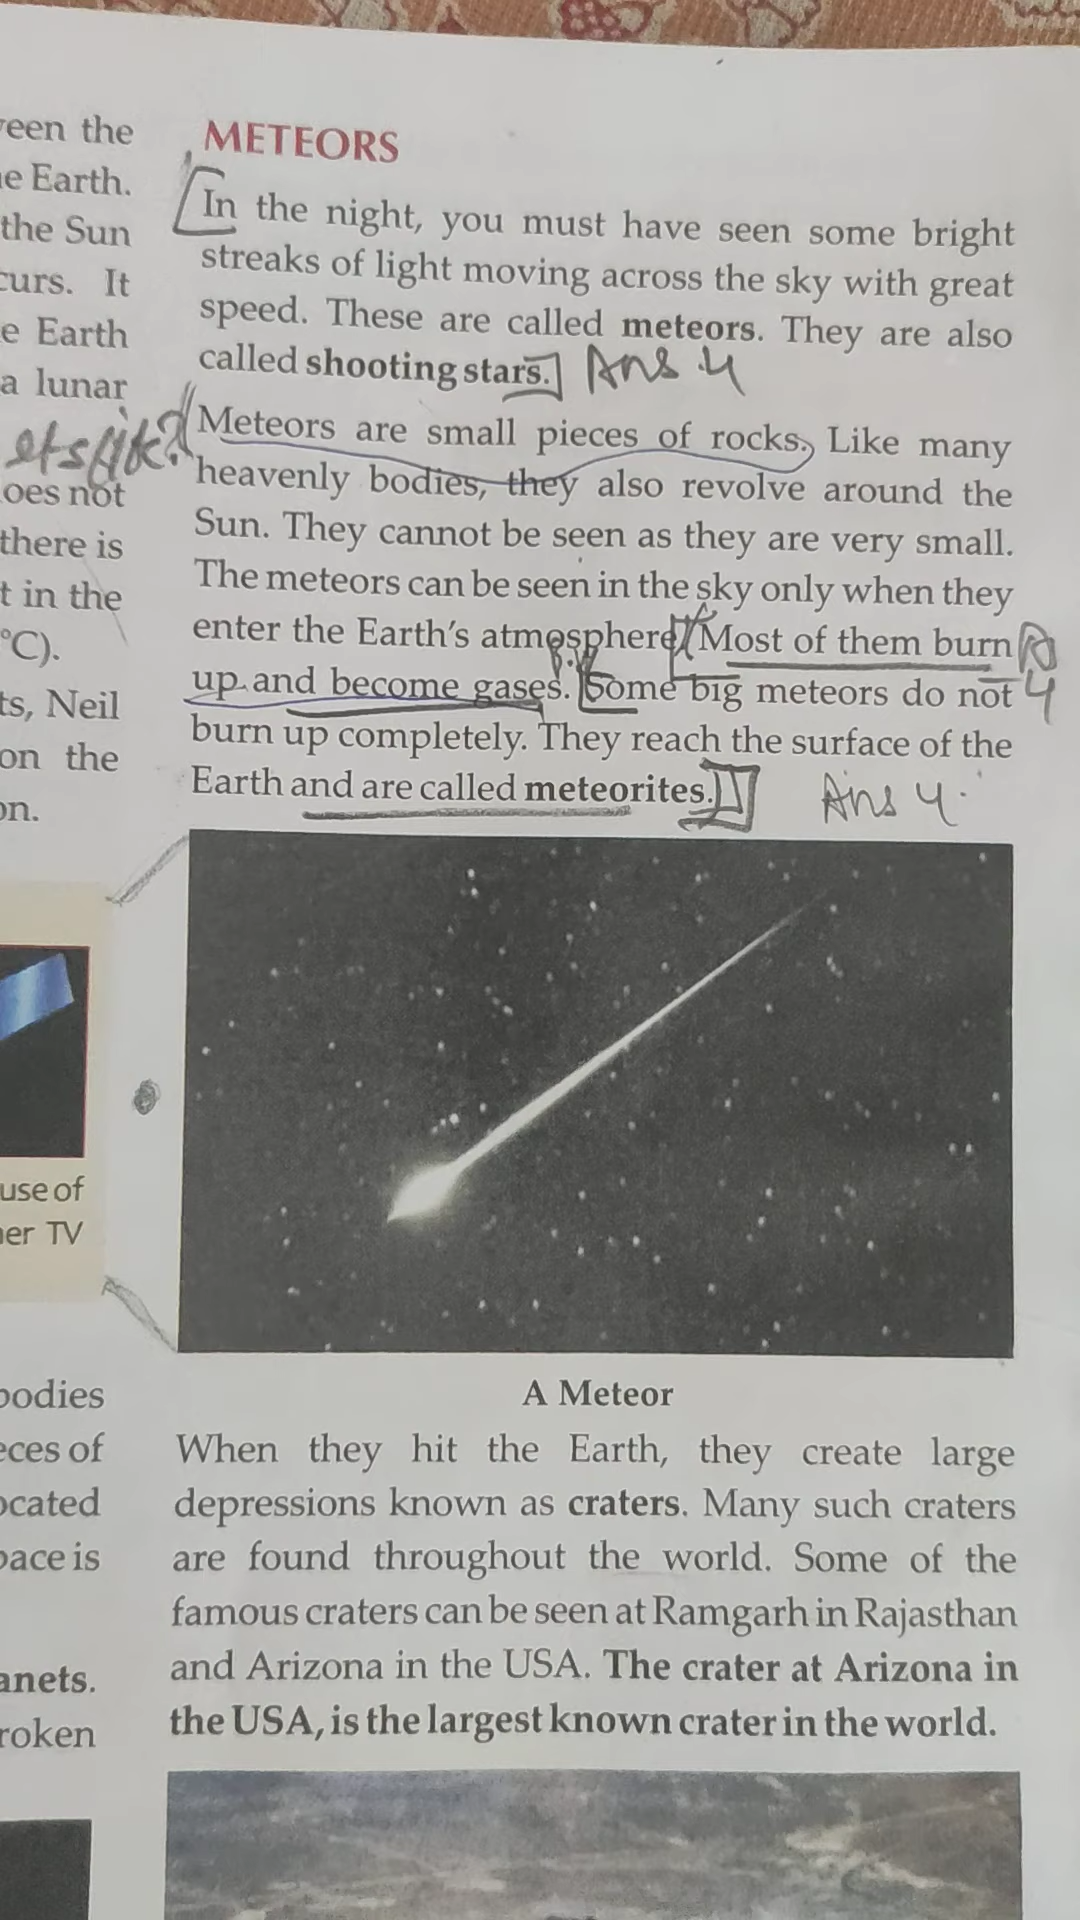 veen the
e Earth.
the Sun
curs. It
e Earth
a lunar
oes not
there is
t in the
°C).
ts, Neil
on the
on.
use of
ner TV
bodies
eces of
ocated
pace is
anets.
roken
METEORS
In the night, you must have seen some bright
streaks of light moving across the sky with great
speed. These are called meteors. They are also
called shooting stars. Ans 4
Meteors are small pieces of rocks. Like many
heavenly bodies, they also revolve around the
Sun. They cannot be seen as they are very small.
The meteors can be seen in the sky only when they
enter the Earth's atmosphere. Most of them burn
up and become gases. Some big meteors do not 4
burn up completely. They reach the surface of the
Earth and are called meteorites. Ans 4.
A Meteor
When they hit the Earth, they create large
depressions known as craters. Many such craters
are found throughout the world. Some of the
famous craters can be seen at Ramgarh in Rajasthan
and Arizona in the USA. The crater at Arizona in
the USA, is the largest known crater in the world.